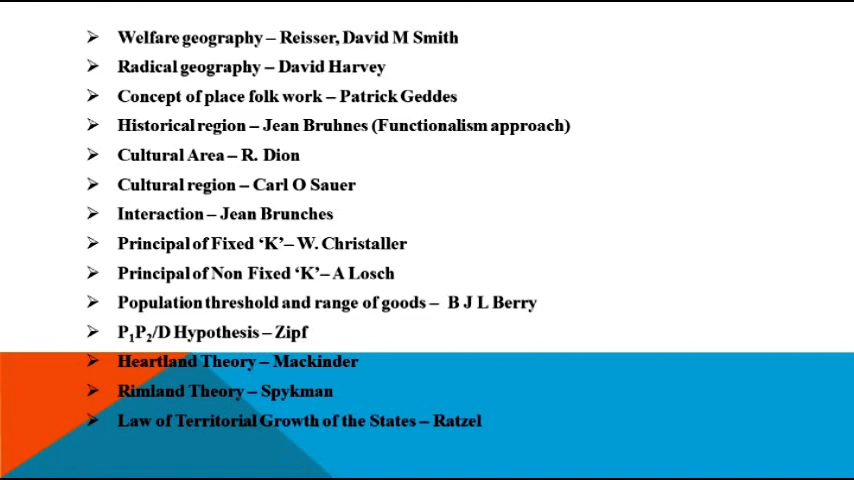 Welfare geography – Reisser, David M Smith
Radical geography – David Harvey
Concept of place folk work – Patrick Geddes
Historical region – Jean Bruhnes (Functionalism approach)
Cultural Area – R. Dion
Cultural region – Carl O Sauer
Interaction – Jean Brunches
Principal of Fixed ‘K’– W. Christaller
Principal of Non Fixed ‘K’– A Losch
Population threshold and range of goods – B J L Berry
P₁P₂/D Hypothesis – Zipf
Heartland Theory – Mackinder
Rimland Theory – Spykman
Law of Territorial Growth of the States – Ratzel